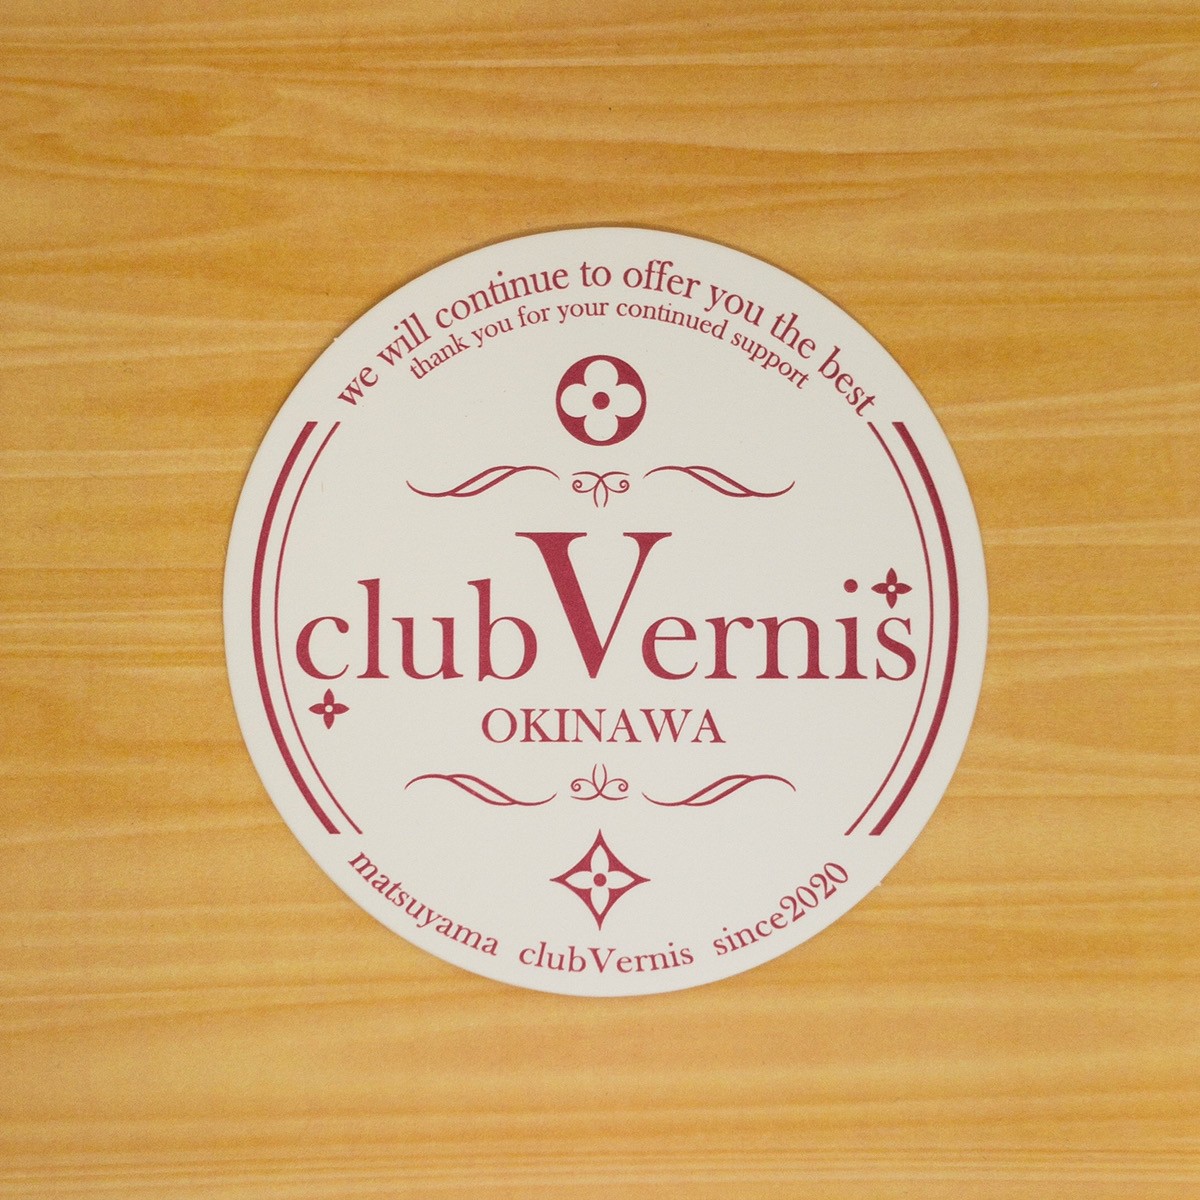 we will continue to offer you the best
thank you for your continued support
clubVernis
OKINAWA
matsuyama clubVernis since2020